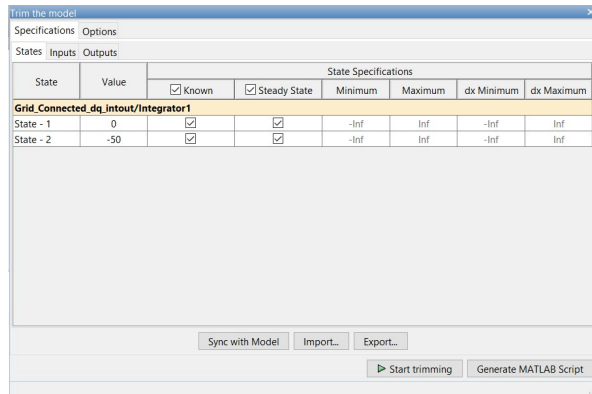 Trim the model
Specifications Options
States Inputs Outputs
State Value State Specifications
Known Steady State Minimum Maximum dx Minimum dx Maximum
Grid_Connected_dq_intout/Integrator1
State - 1 0 -Inf Inf -Inf Inf
State - 2 -50 -Inf Inf -Inf Inf
Sync with Model Import... Export...
Start trimming Generate MATLAB Script